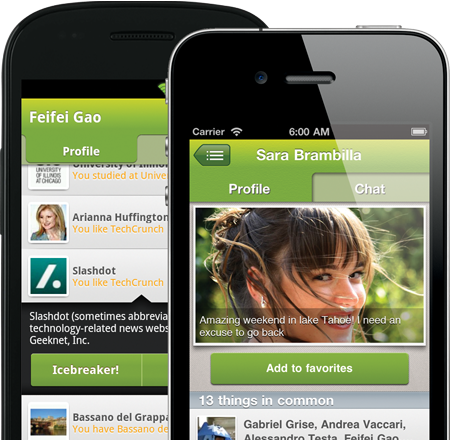 Feifei Gao
Profile
University of Illinois
UNIVERSITY
OF ILLINOIS
AT CHICAGO
You studied at Univer
Arianna Huffington
You like TechCrunch
Slashdot
You like TechCrunch
Slashdot (sometimes abbrevia
technology-related news webs
Geeknet, Inc.
Icebreaker!
Bassano del Grappa
You have Bassano de
Carrier
6:00 AM
Sara Brambilla
Profile
Chat
Amazing weekend in lake Tahoe! I need an
excuse to go back
Add to favorites
13 things in common
Gabriel Grise, Andrea Vaccari,
Alessandro Testa, Feifei Gao